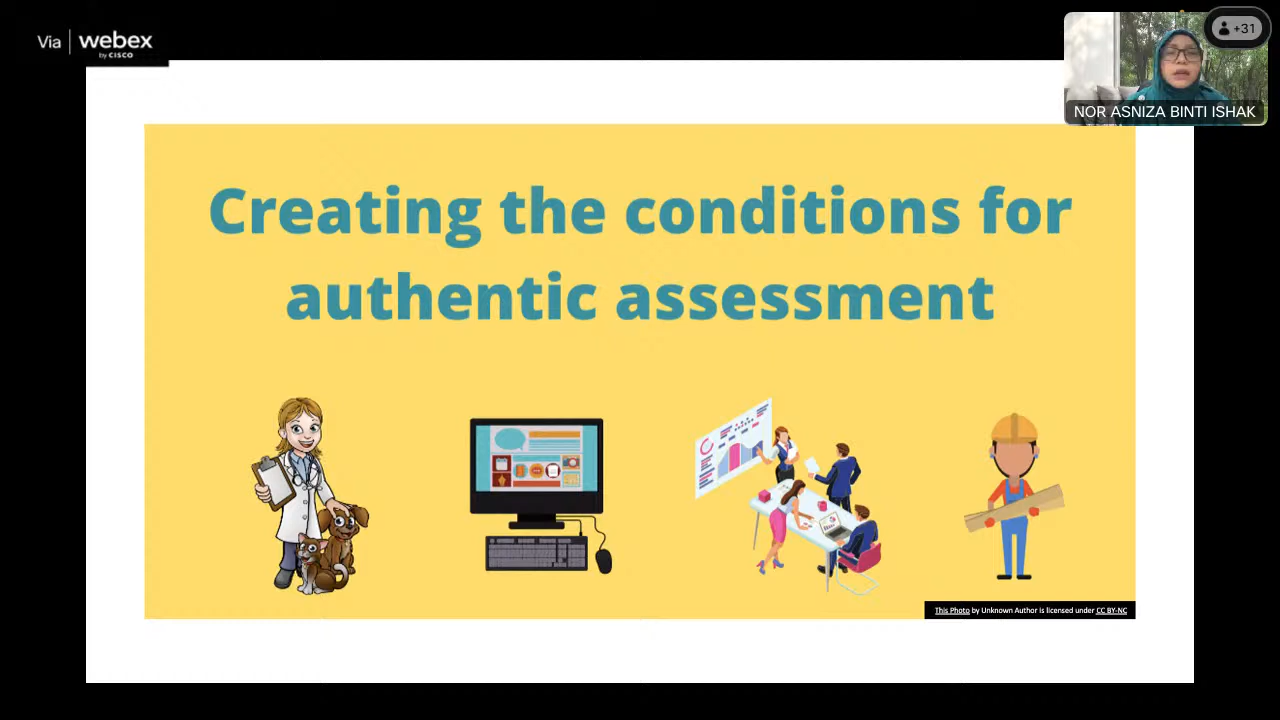 Via webex
by CISCO
+31
NOR ASNIZA BINTI ISHAK
Creating the conditions for
authentic assessment
This Photo by Unknown Author is licensed under CC BY-NC